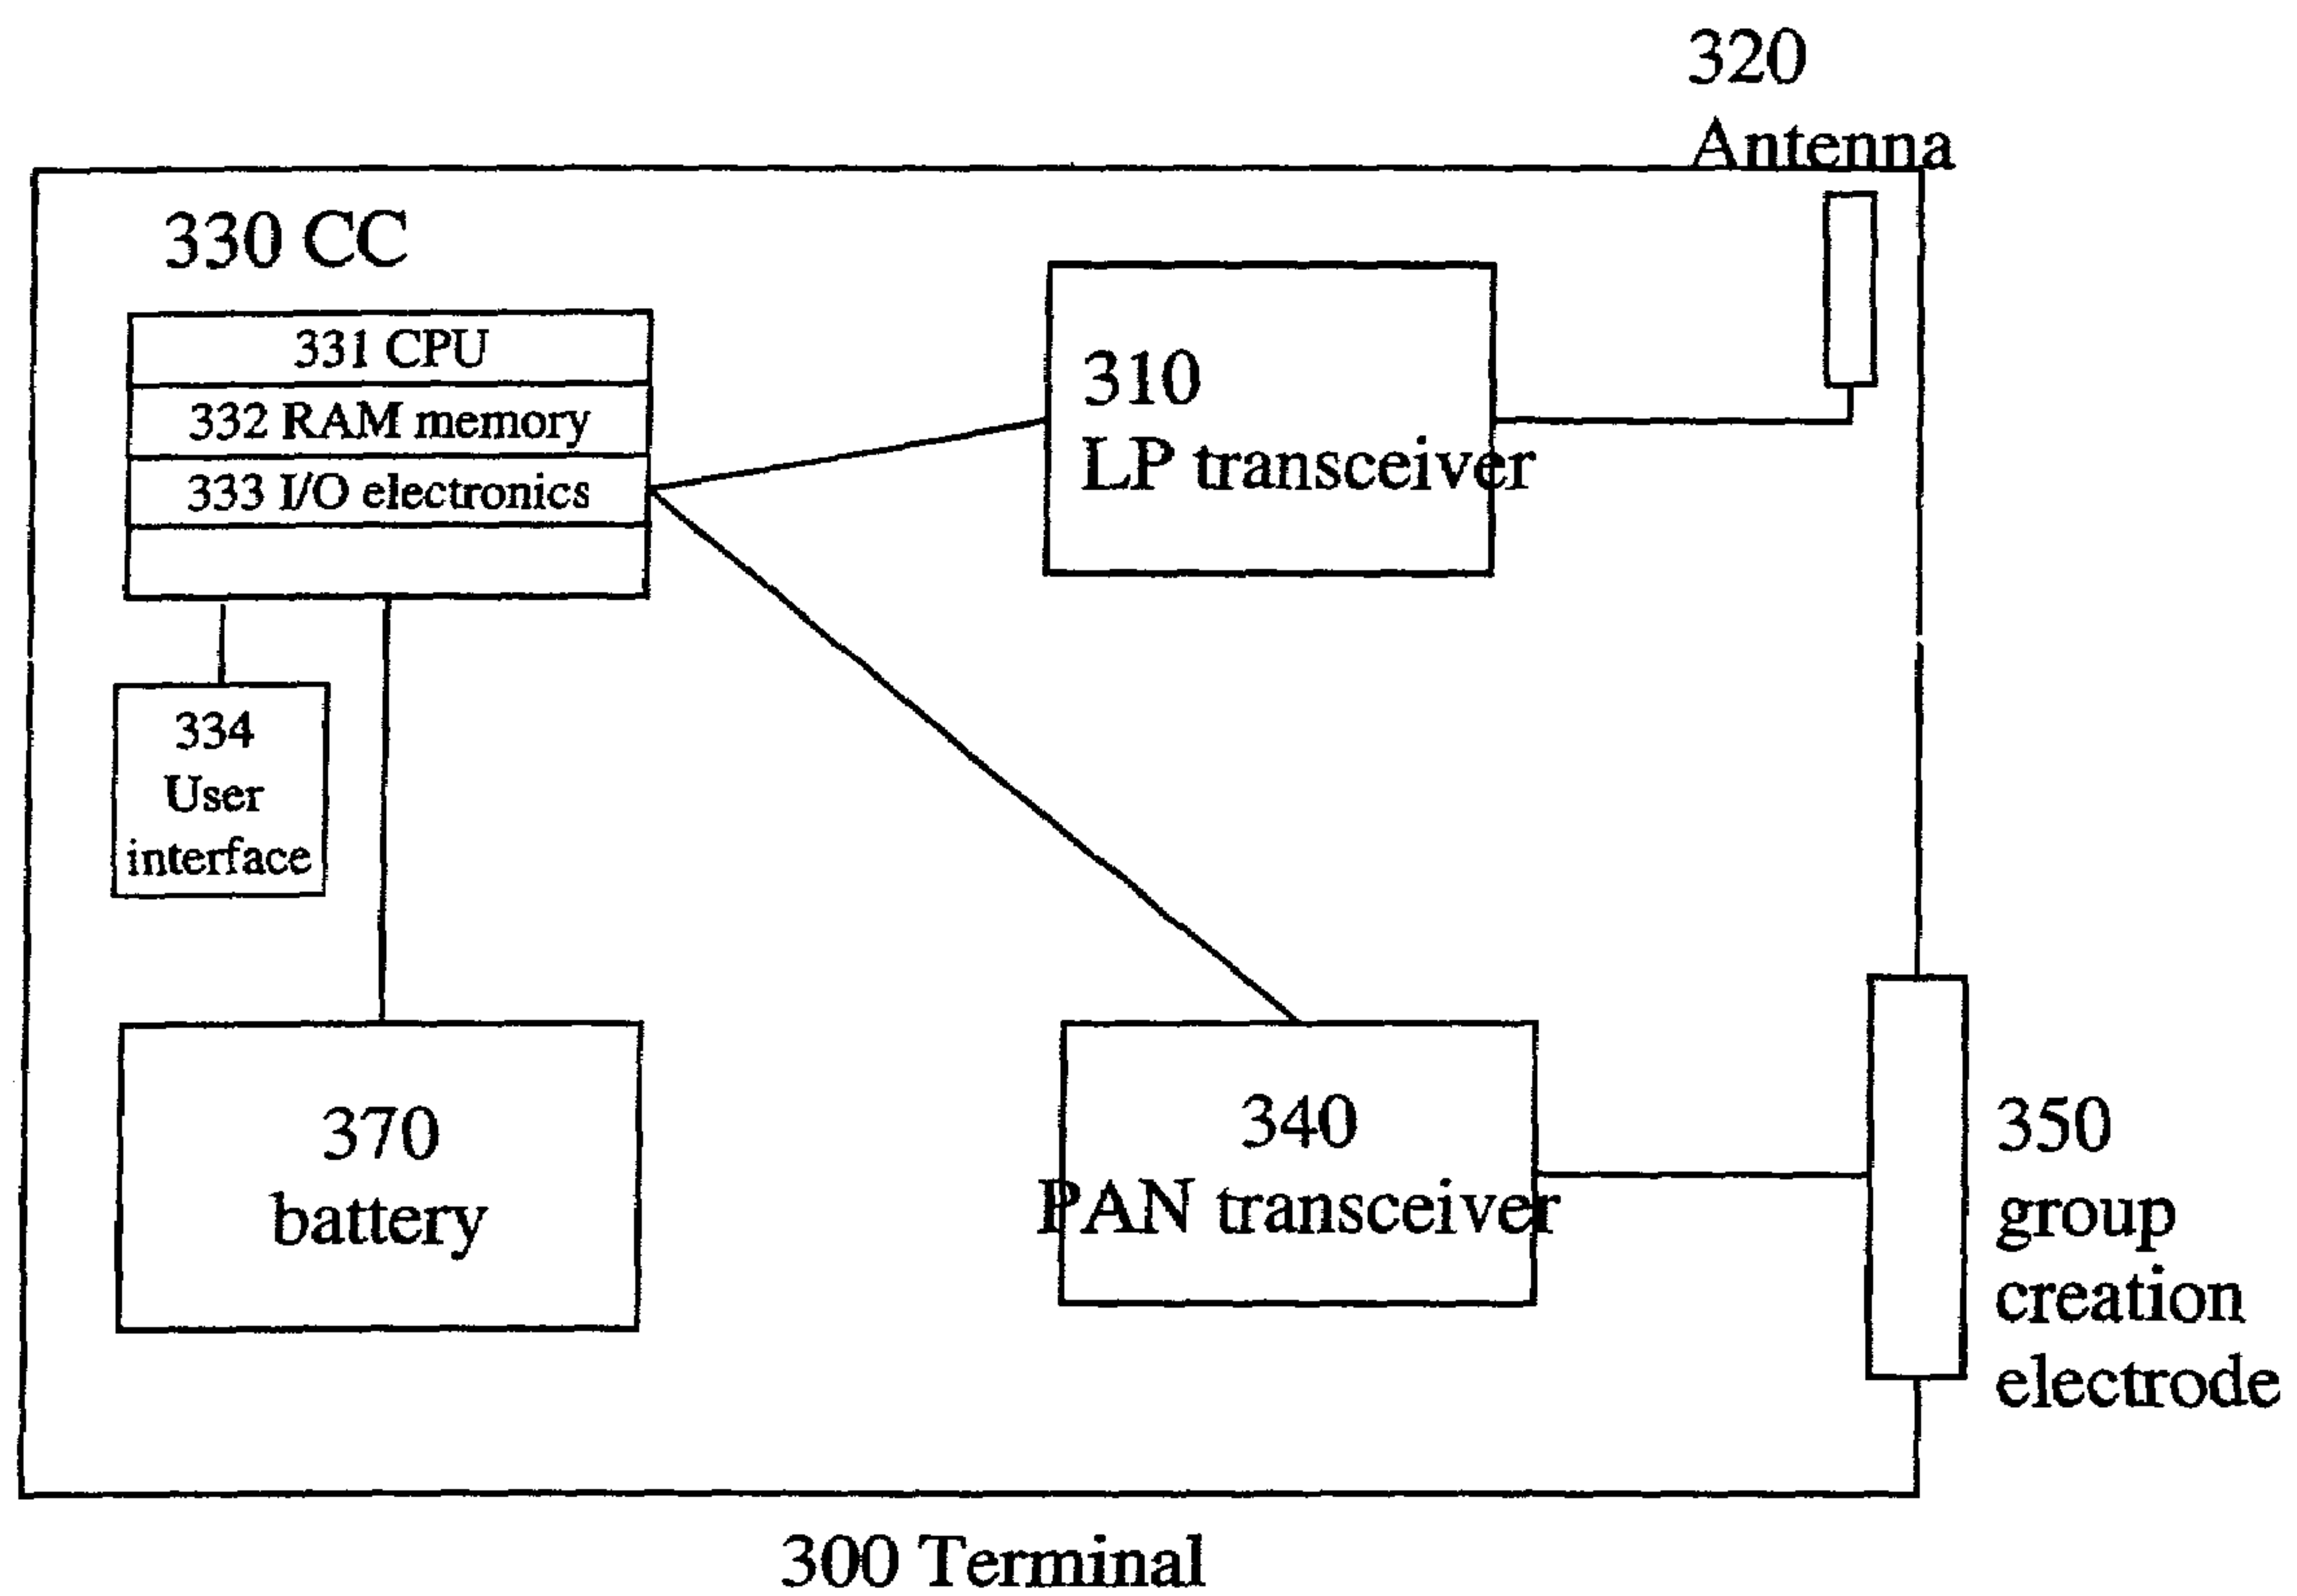 320
Antenna
330 CC
331 CPU
332 RAM memory
333 I/O electronics
310
LP transceiver
334
User
interface
370
battery
340
PAN transceiver
350
group
creation
electrode
300 Terminal